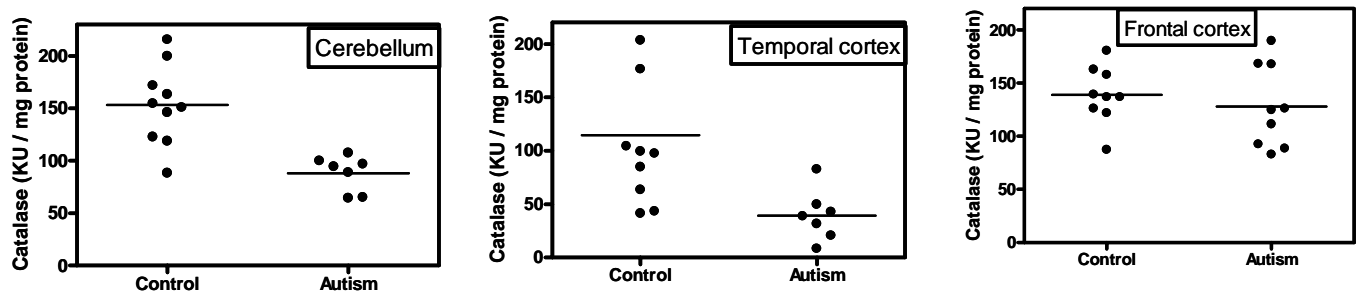 Catalase (KU / mg protein)
Cerebellum
200
150
100
50
0
Control Autism
Catalase (KU / mg protein)
Temporal cortex
200
150
100
50
0
Control Autism
Catalase (KU / mg protein)
Frontal cortex
200
150
100
50
0
Control Autism